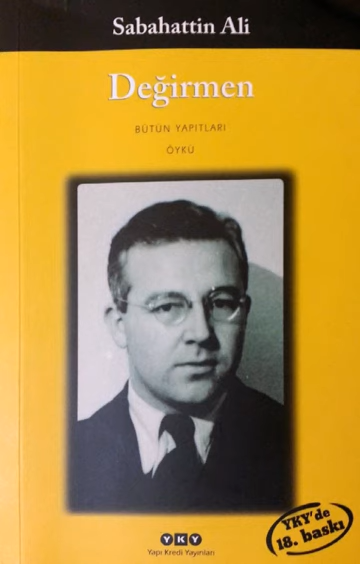 Sabahattin Ali
Değirmen
BÜTÜN YAPITLARI
ÖYKÜ
YKY'de
18. baskı
YKY
Yapı Kredi Yayınları